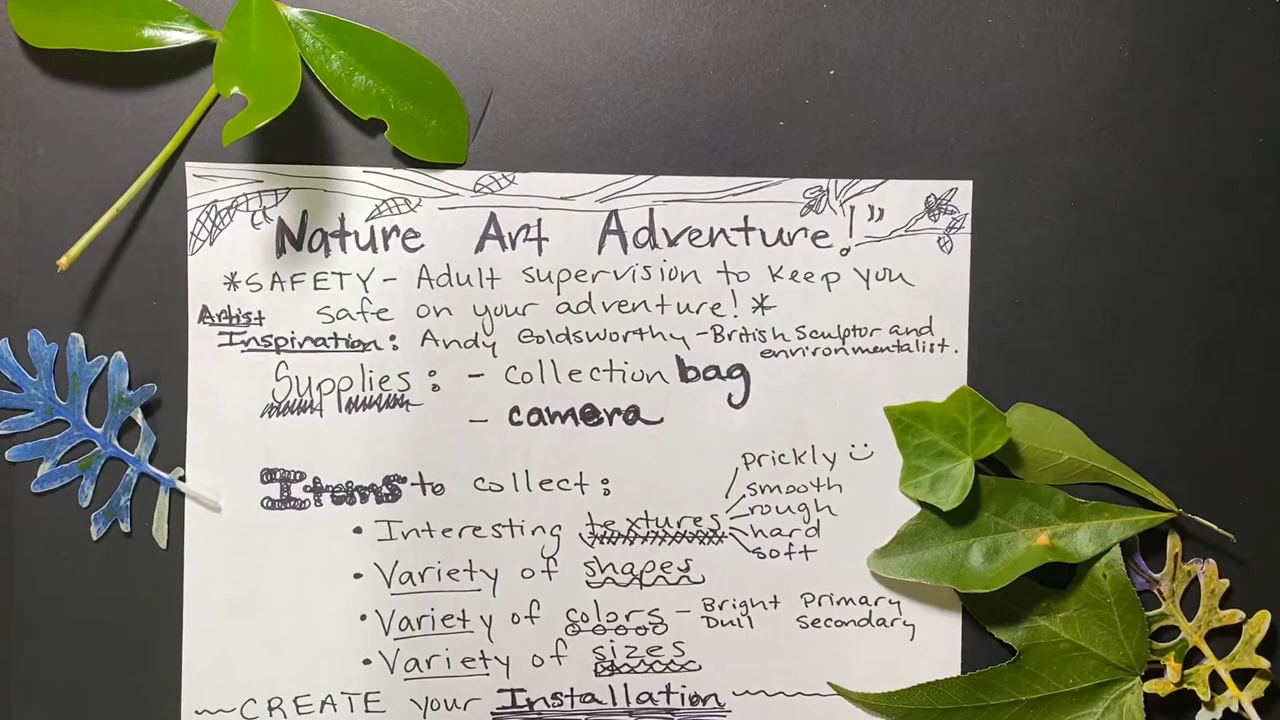 Nature Art Adventure!
*SAFETY- Adult supervision to keep you
safe on your adventure! *
Artist
Inspiration: Andy Goldsworthy - British Sculptor and
environmentalist.
Supplies: - collection bag
- camera
Items to collect:
• Interesting textures
prickly
smooth
rough
hard
soft
• Variety of shapes
• Variety of colors - Bright Primary
Dull Secondary
• Variety of sizes
CREATE your Installation